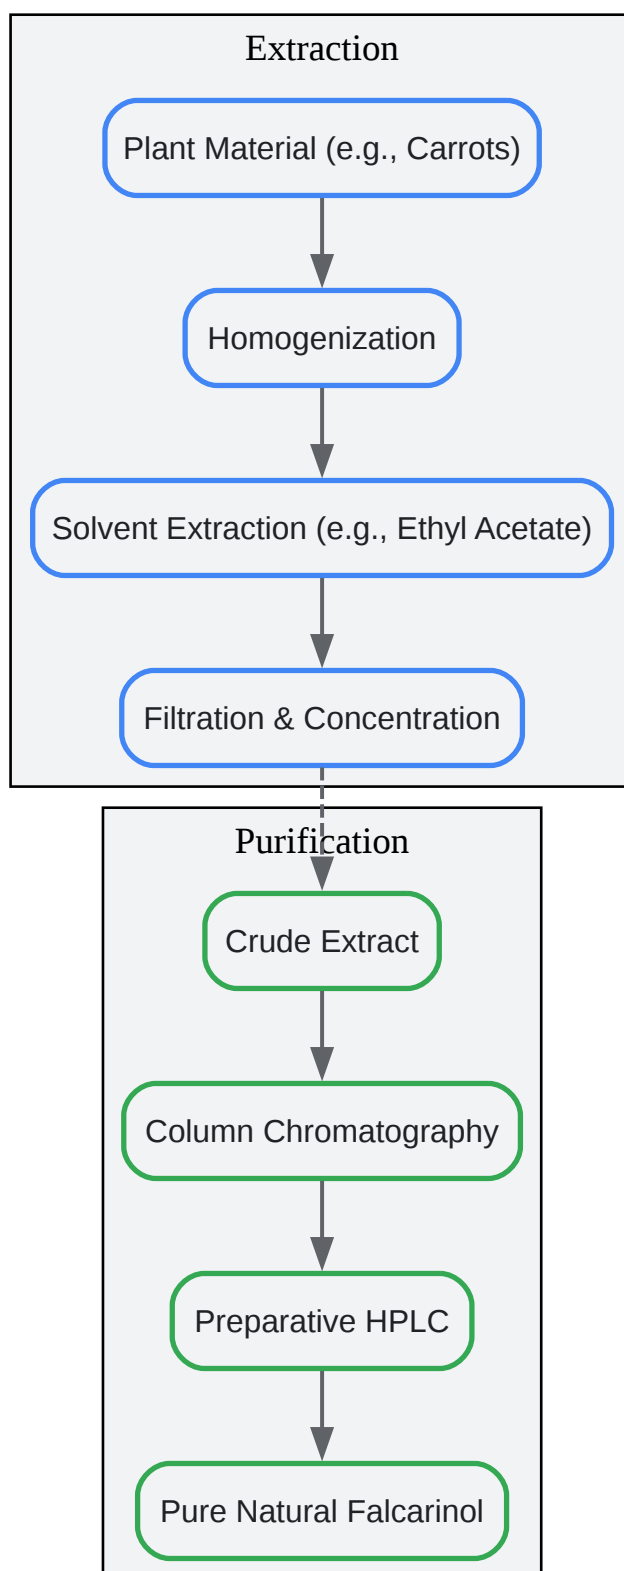 Extraction
Plant Material (e.g., Carrots)
Homogenization
Solvent Extraction (e.g., Ethyl Acetate)
Filtration & Concentration
Purification
Crude Extract
Column Chromatography
Preparative HPLC
Pure Natural Falcarinol